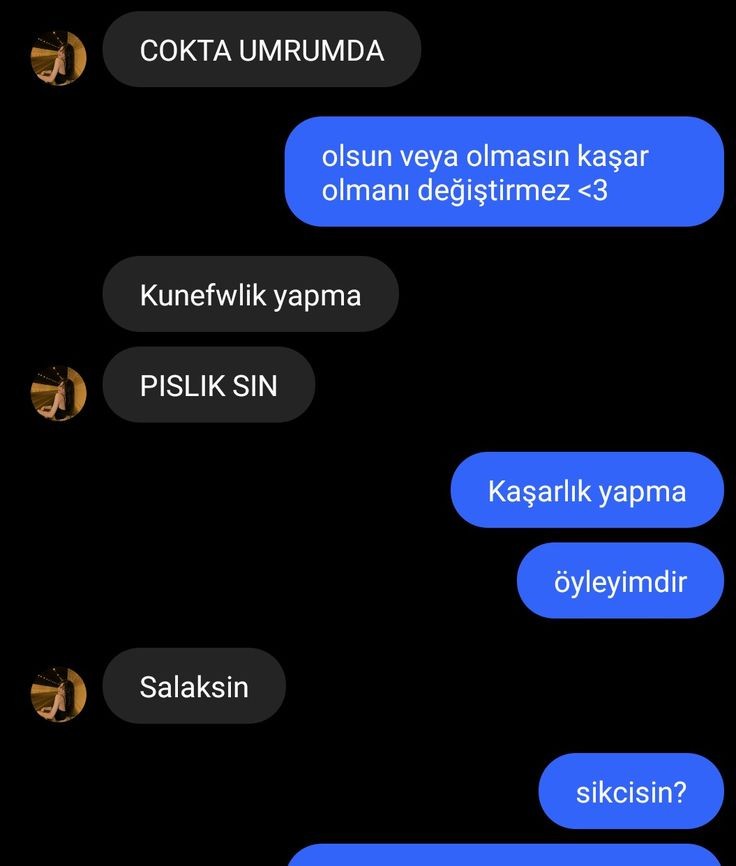 COKTA UMRUMDA
olsun veya olmasın kaşar
olmanı değiştirmez <3
Kunefwlik yapma
PISLIK SIN
Kaşarlık yapma
öyleyimdir
Salaksin
sikcisin?